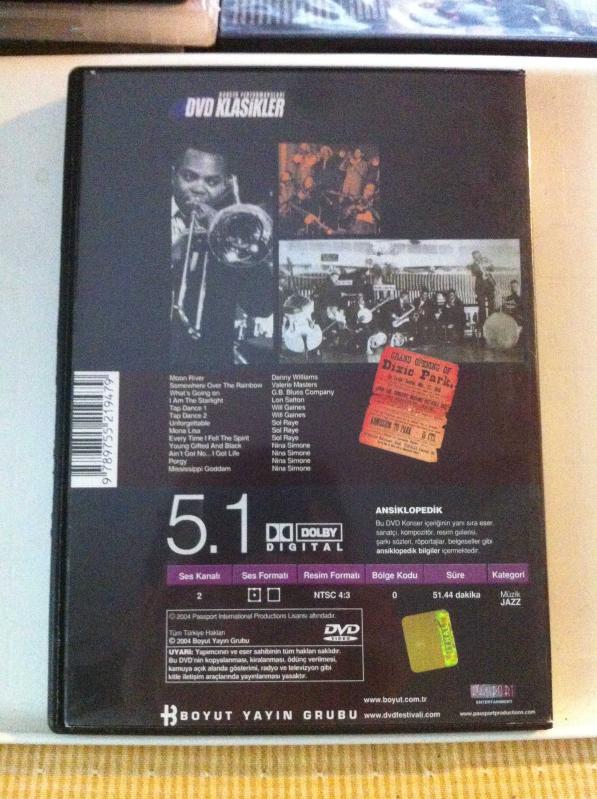 DVD KLASİKLER
Moon River Danny Williams
Somewhere Over The Rainbow Valerie Masters
What's Going on G.B. Blues Company
I Am The Starlight Lon Satton
Tap Dance 1 Will Gaines
Tap Dance 2 Will Gaines
Unforgettable Sol Raye
Mona Lisa Sol Raye
Every Time I Fell The Spirit Sol Raye
Young Gifted And Black Nina Simone
Ain't Got No... I Got Life Nina Simone
Porgy Nina Simone
Mississippi Goddam Nina Simone
GRAND OPENING OF
Dixie Park,
ADMISSION TO PARK
9789755219479
5.1
DOLBY
DIGITAL
ANSİKLOPEDİK
Bu DVD Konser içeriğinin yanı sıra eser,
sanatçı, kompozitör, resim galerisi,
şarkı sözleri, röportajlar, belgeseller gibi
ansiklopedik bilgiler içermektedir.
Ses Kanalı Ses Formatı Resim Formatı Bölge Kodu Süre Kategori
2 NTSC 4:3 0 51.44 dakika Müzik
JAZZ
© 2004 Passport International Productions Lisansı altındadır.
Tüm Türkiye Hakları
© 2004 Boyut Yayın Grubu
DVD
VIDEO
UYARI: Yapımcının ve eser sahibinin tüm hakları saklıdır.
Bu DVD'nin kopyalanması, kiralanması, ödünç verilmesi,
kamuya açık alanda gösterimi, radyo ve televizyon gibi
kitle iletişim araçlarında yayınlanması yasaktır.
BOYUT YAYIN GRUBU
www.boyut.com.tr
www.dvdfestivali.com
PASSPORT
ENTERTAINMENT
www.passportproductions.com